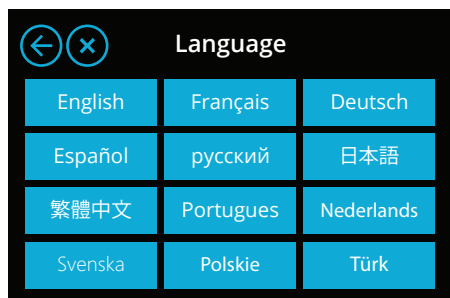 Language
English Français Deutsch
Español русский 日本語
繁體中文 Portugues Nederlands
Svenska Polskie Türk